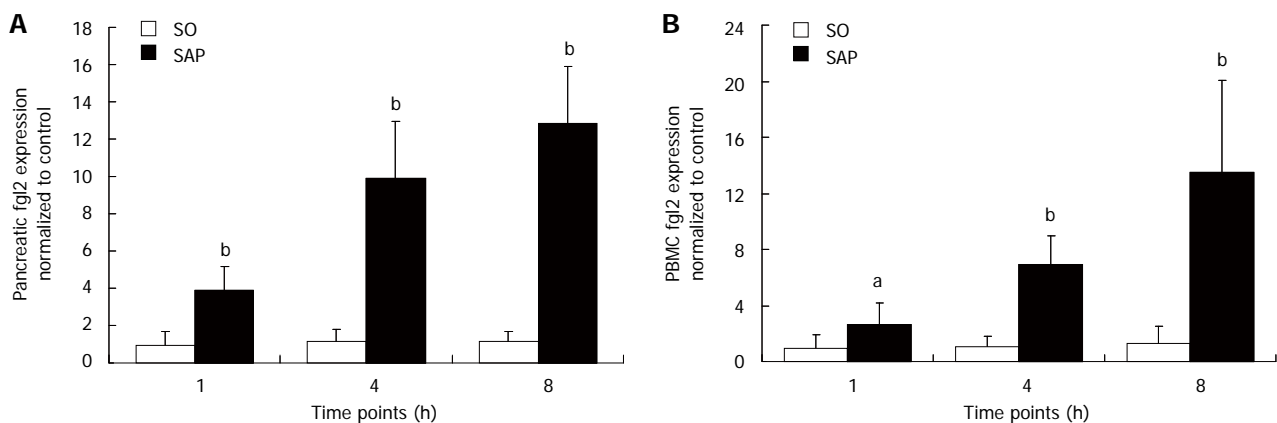 A
Pancreatic fgl2 expression
normalized to control
18
16
14
12
10
8
6
4
2
0
SO
SAP
b
b
b
1
4
8
Time points (h)
B
PBMC fgl2 expression
normalized to control
24
20
16
12
8
4
0
SO
SAP
a
b
b
1
4
8
Time points (h)